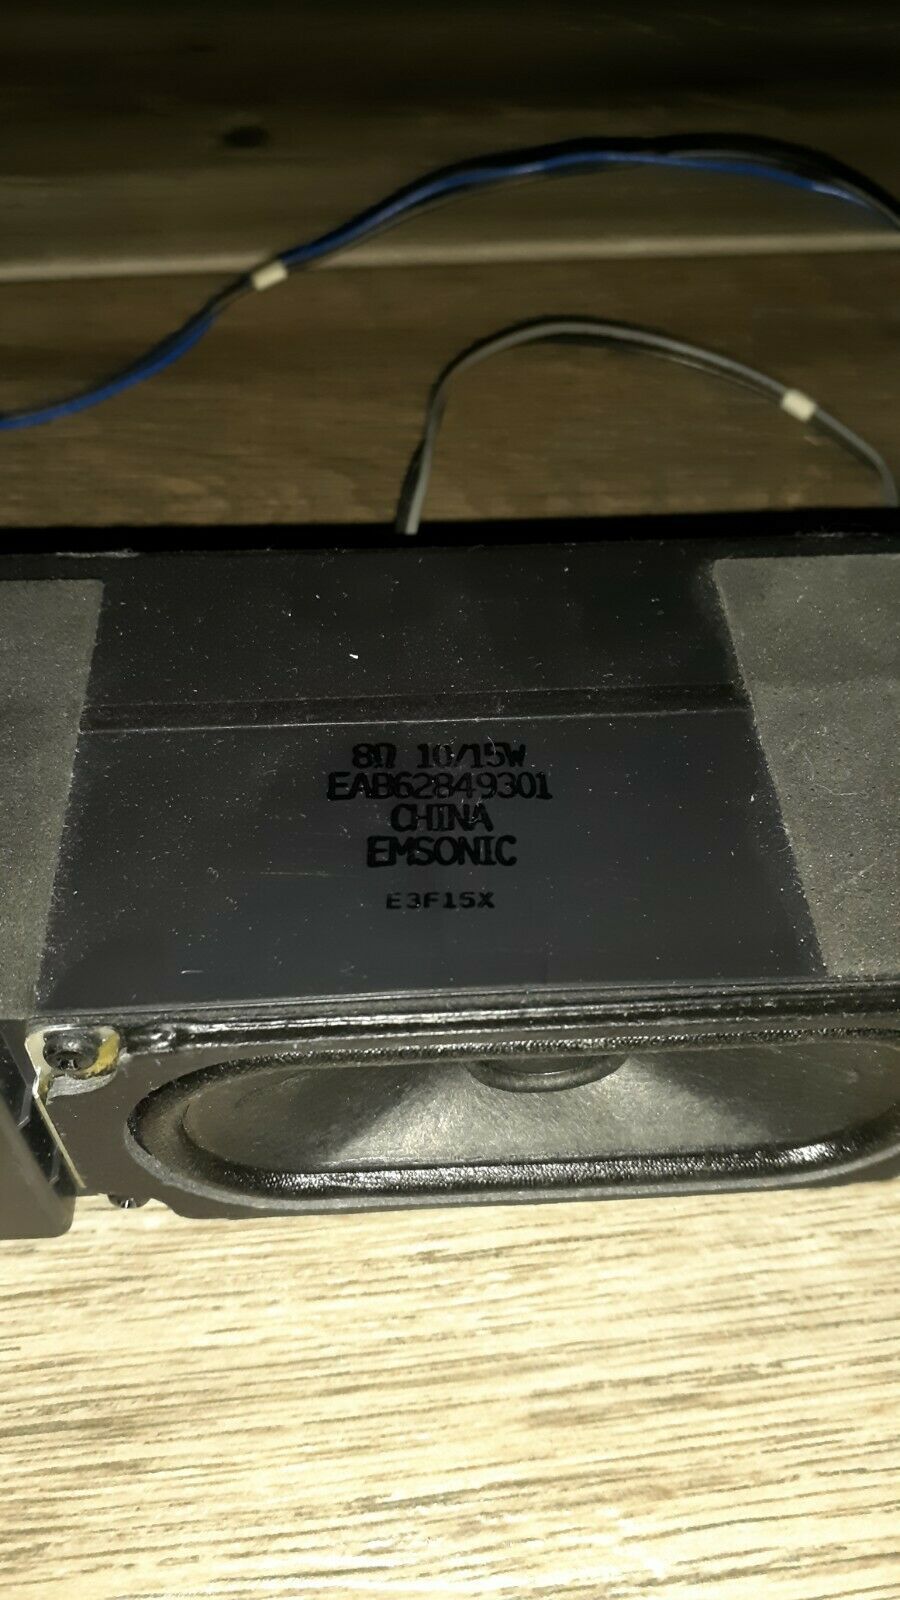 8Ω 10/15W
EAB62849301
CHINA
EMSONIC
E3F15X